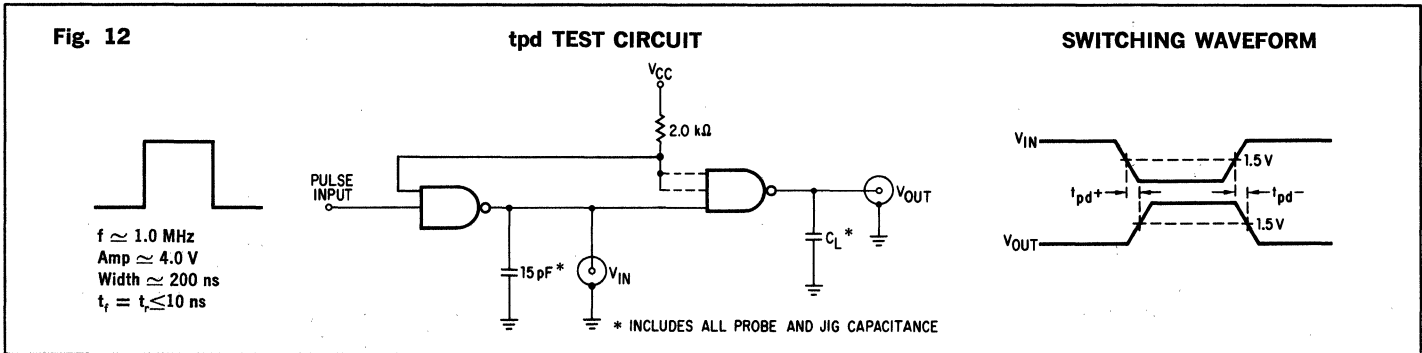 Fig. 12
tpd TEST CIRCUIT
SWITCHING WAVEFORM
VCC
2.0 kΩ
PULSE
INPUT
15 pF *
VIN
CL *
VOUT
* INCLUDES ALL PROBE AND JIG CAPACITANCE
f ≃ 1.0 MHz
Amp ≃ 4.0 V
Width ≃ 200 ns
tf = tr ≤10 ns
VIN
1.5 V
tpd+
tpd−
1.5 V
VOUT